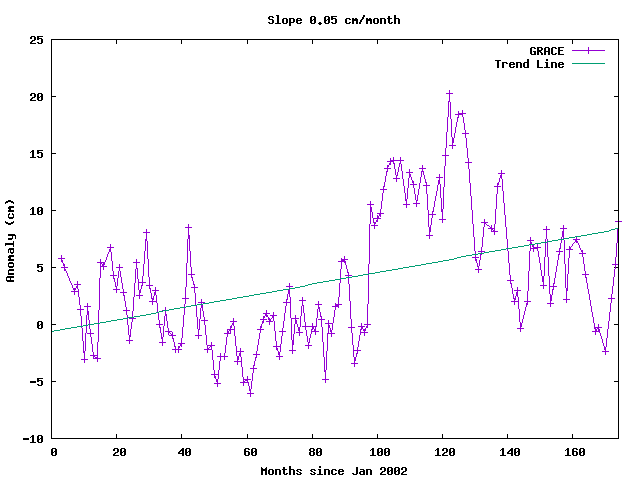 Slope 0.05 cm/month
GRACE
Trend Line
25
20
15
10
5
0
-5
-10
Anomaly (cm)
0 20 40 60 80 100 120 140 160
Months since Jan 2002